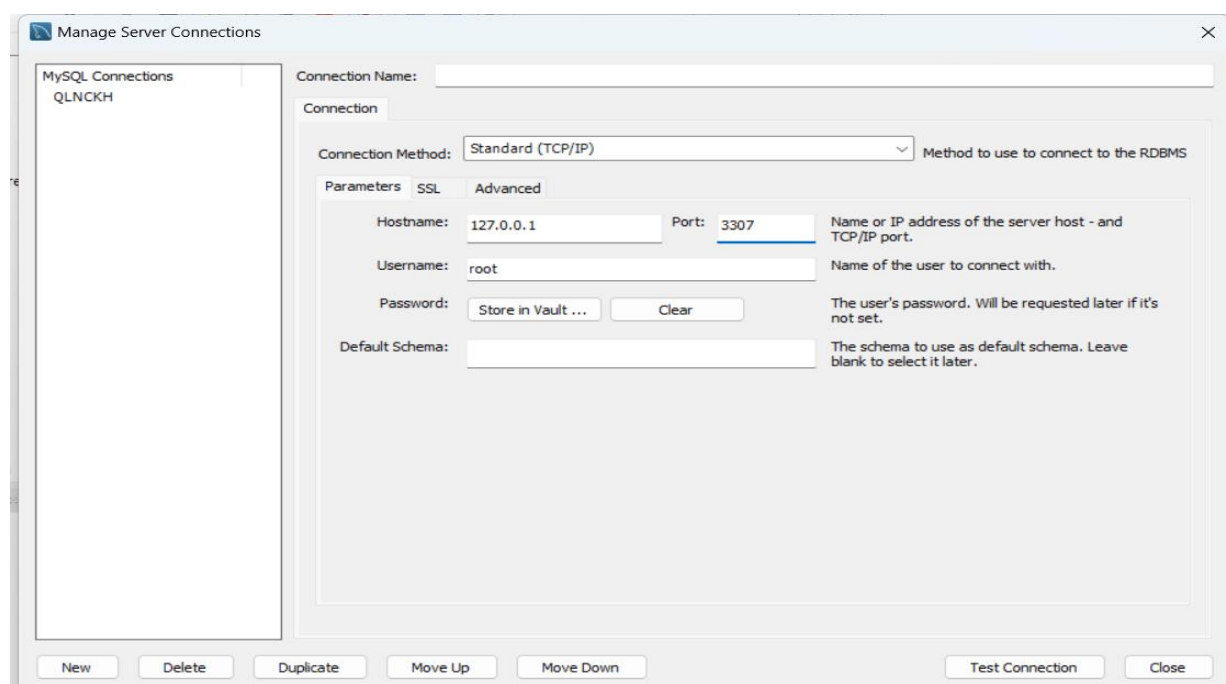 Manage Server Connections
MySQL Connections
QLNCKH
Connection Name:
Connection
Connection Method: Standard (TCP/IP) Method to use to connect to the RDBMS
Parameters SSL Advanced
Hostname: 127.0.0.1 Port: 3307 Name or IP address of the server host - and
TCP/IP port.
Username: root Name of the user to connect with.
Password: Store in Vault ... Clear The user's password. Will be requested later if it's
not set.
Default Schema: The schema to use as default schema. Leave
blank to select it later.
New Delete Duplicate Move Up Move Down Test Connection Close